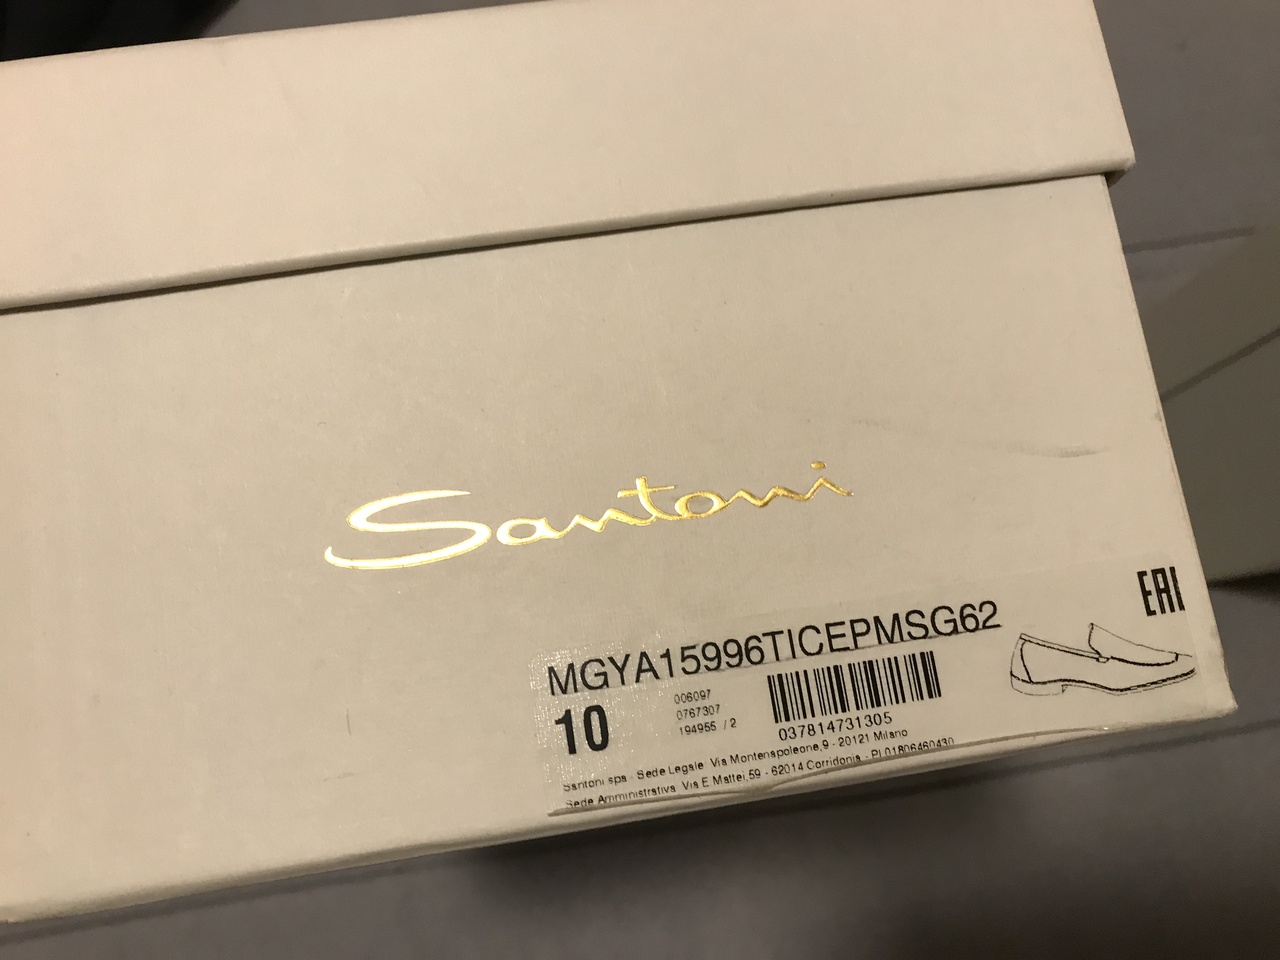 Santoni
EAC
MGYA15996TICEPMSG62
10
006097
0767307
194955 / 2
037814731305
Santoni spa - Sede Legale Via Montenapoleone,9 - 20121 Milano
Sede Amministrativa Via E Mattei,59 - 62014 Corridonia - PI 01806460430